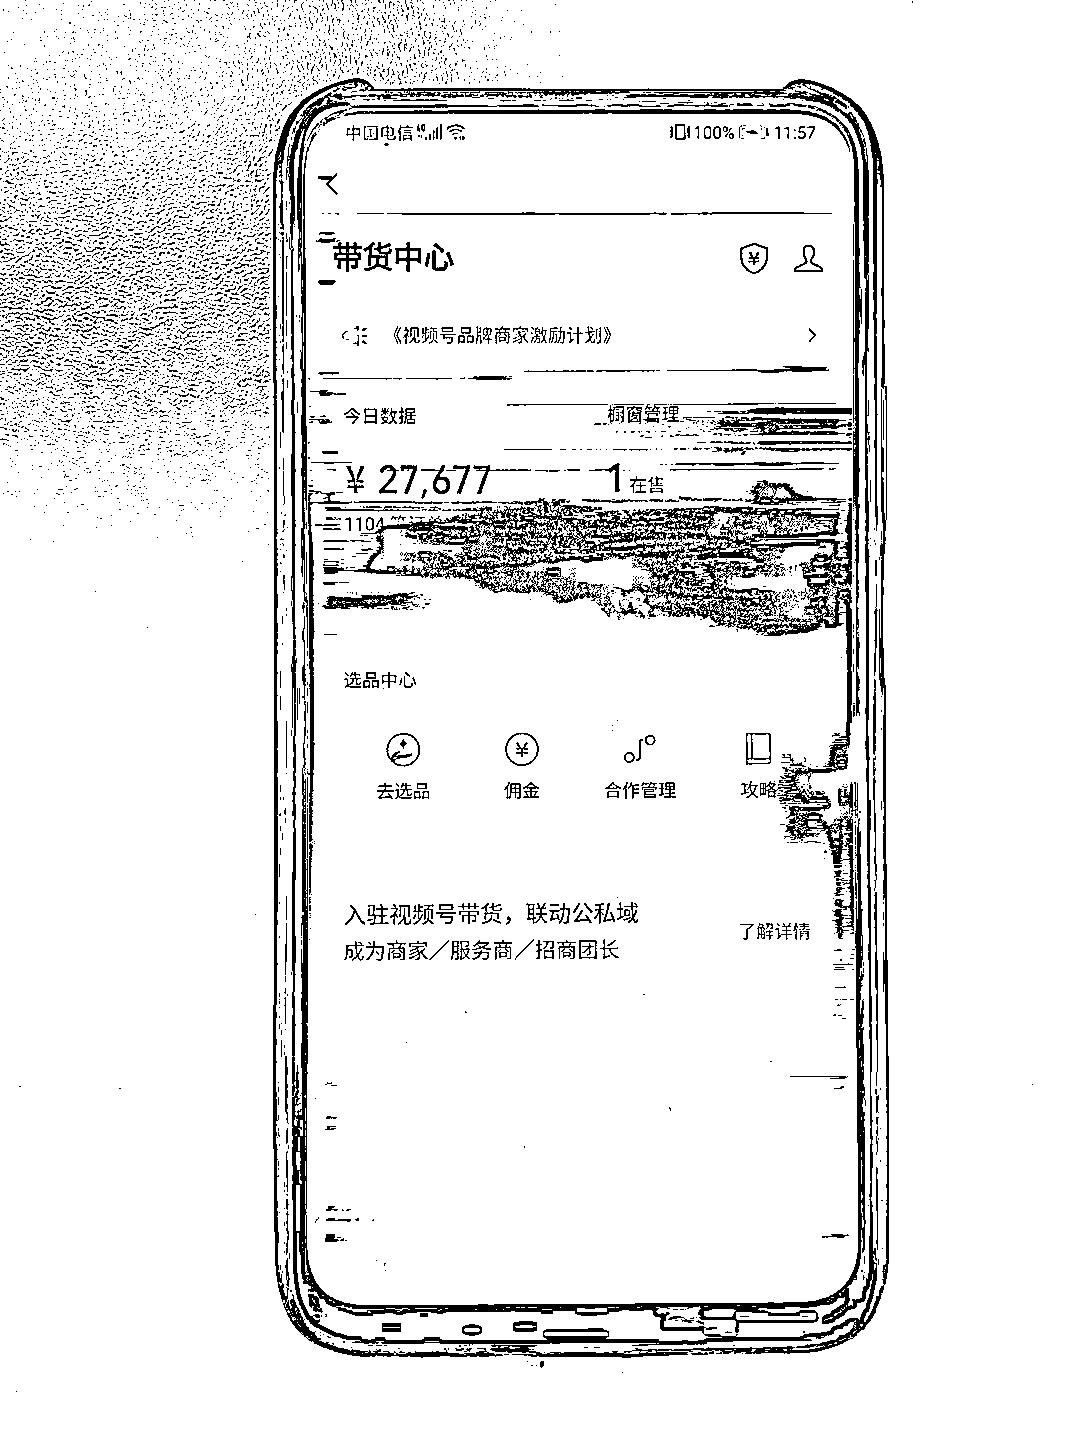 中国电信 100% 11:57
带货中心
《视频号品牌商家激励计划》
今日数据 橱窗管理
¥ 27,677 1 在售
1104
选品中心
去选品 佣金 合作管理 攻略
入驻视频号带货，联动公私域
成为商家／服务商／招商团长
了解详情